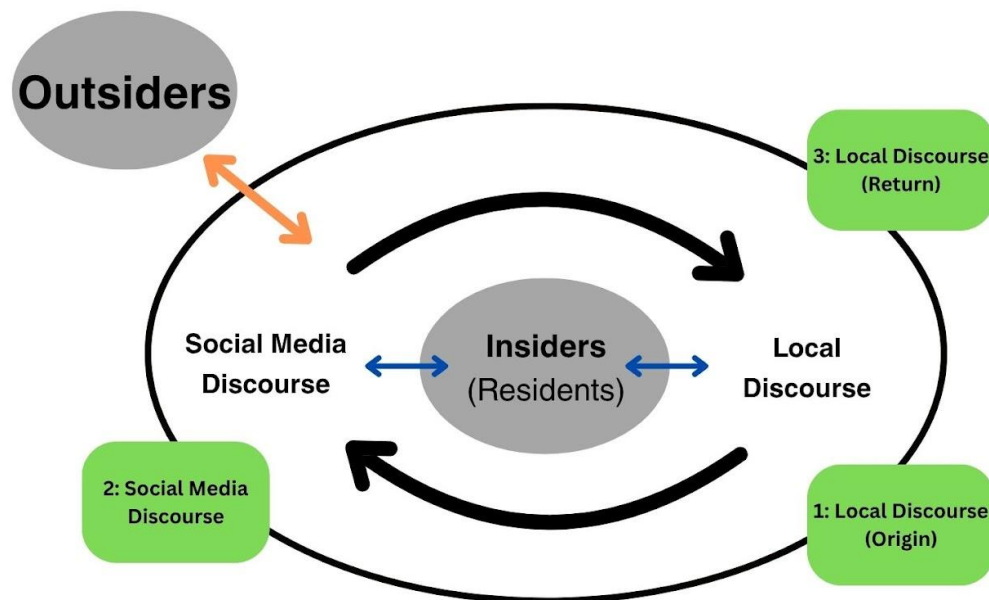 Outsiders
3: Local Discourse
(Return)
Social Media
Discourse
Insiders
(Residents)
Local
Discourse
2: Social Media
Discourse
1: Local Discourse
(Origin)